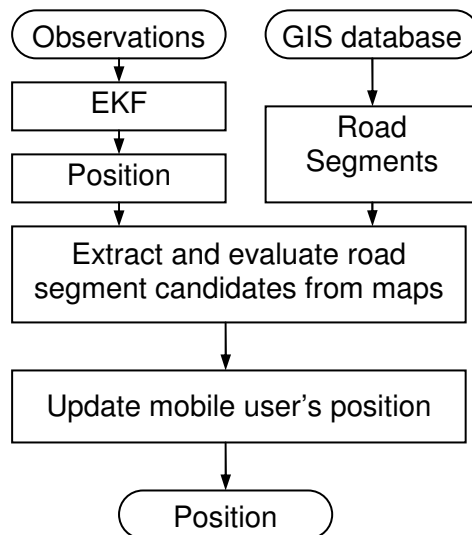 Observations
GIS database
EKF
Road
Segments
Position
Extract and evaluate road
segment candidates from maps
Update mobile user's position
Position